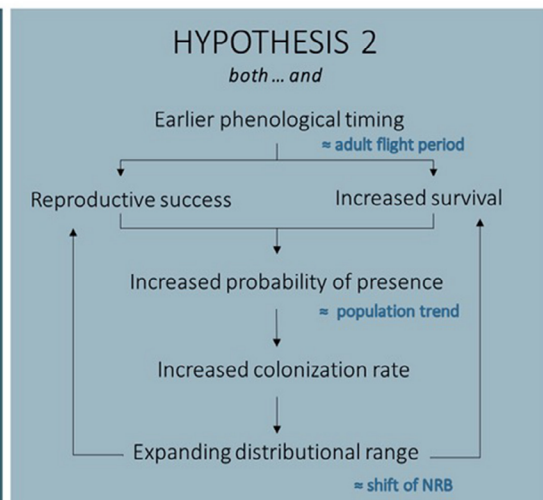 HYPOTHESIS 2
both ... and
Earlier phenological timing
≈ adult flight period
Reproductive success
Increased survival
Increased probability of presence
≈ population trend
Increased colonization rate
Expanding distributional range
≈ shift of NRB